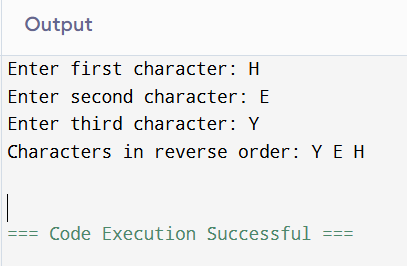 Output
Enter first character: H
Enter second character: E
Enter third character: Y
Characters in reverse order: Y E H
=== Code Execution Successful ===